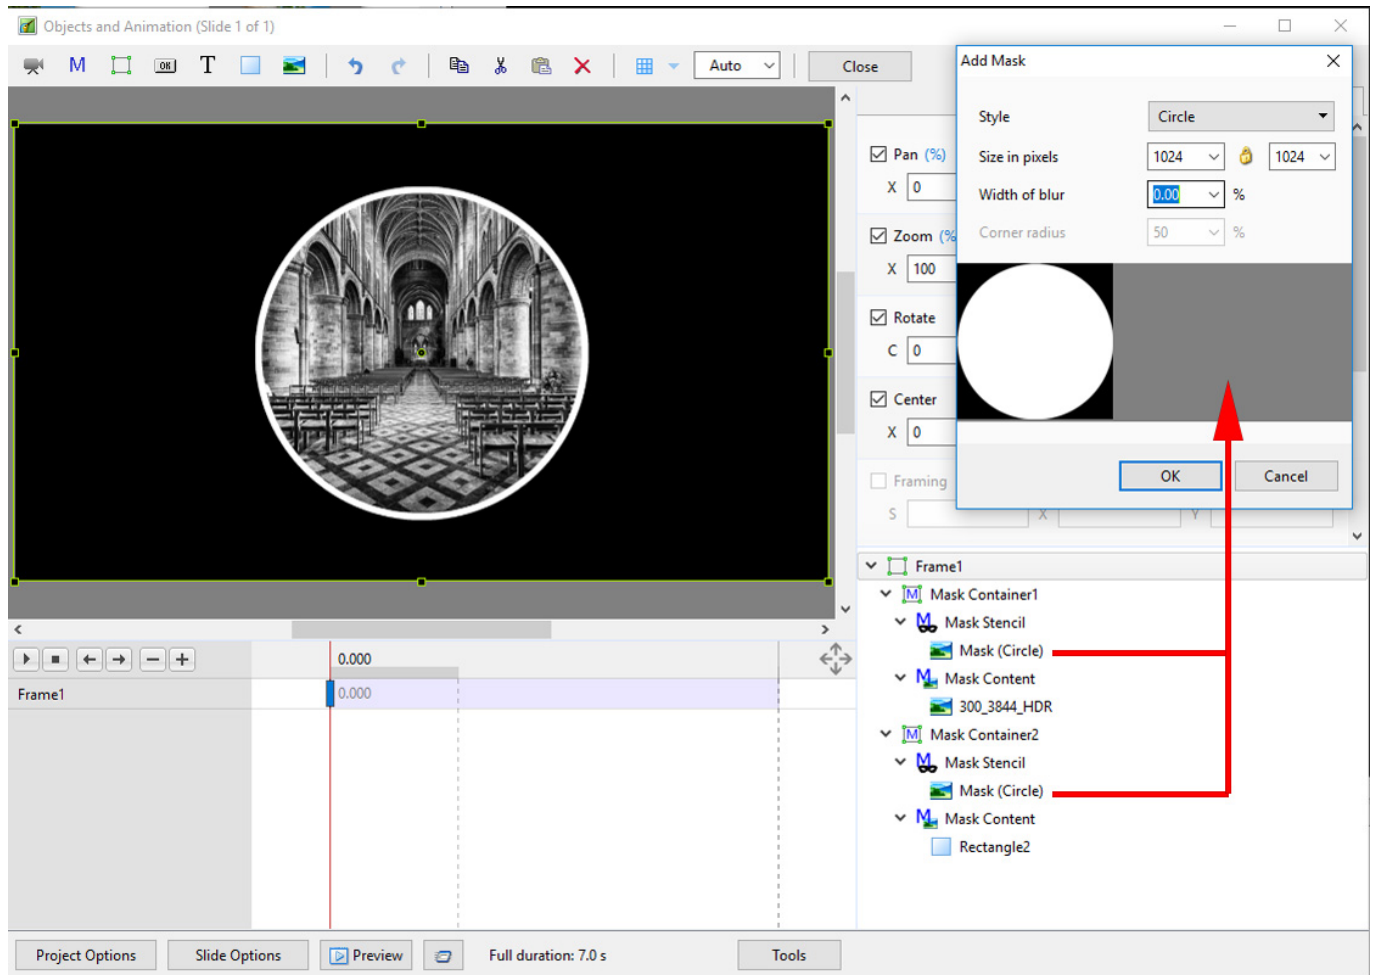 Objects and Animation (Slide 1 of 1)
M OK T Auto Close
Add Mask
Style Circle
Size in pixels 1024 1024
Width of blur 0.00 %
Corner radius 50 %
OK Cancel
Pan (%)
X 0
Zoom (%
X 100
Rotate
C 0
Center
X 0
Framing
S X Y
Frame1
M Mask Container1
M Mask Stencil
Mask (Circle)
M Mask Content
300_3844_HDR
M Mask Container2
M Mask Stencil
Mask (Circle)
M Mask Content
Rectangle2
0.000
Frame1 0.000
Project Options Slide Options Preview Full duration: 7.0 s Tools